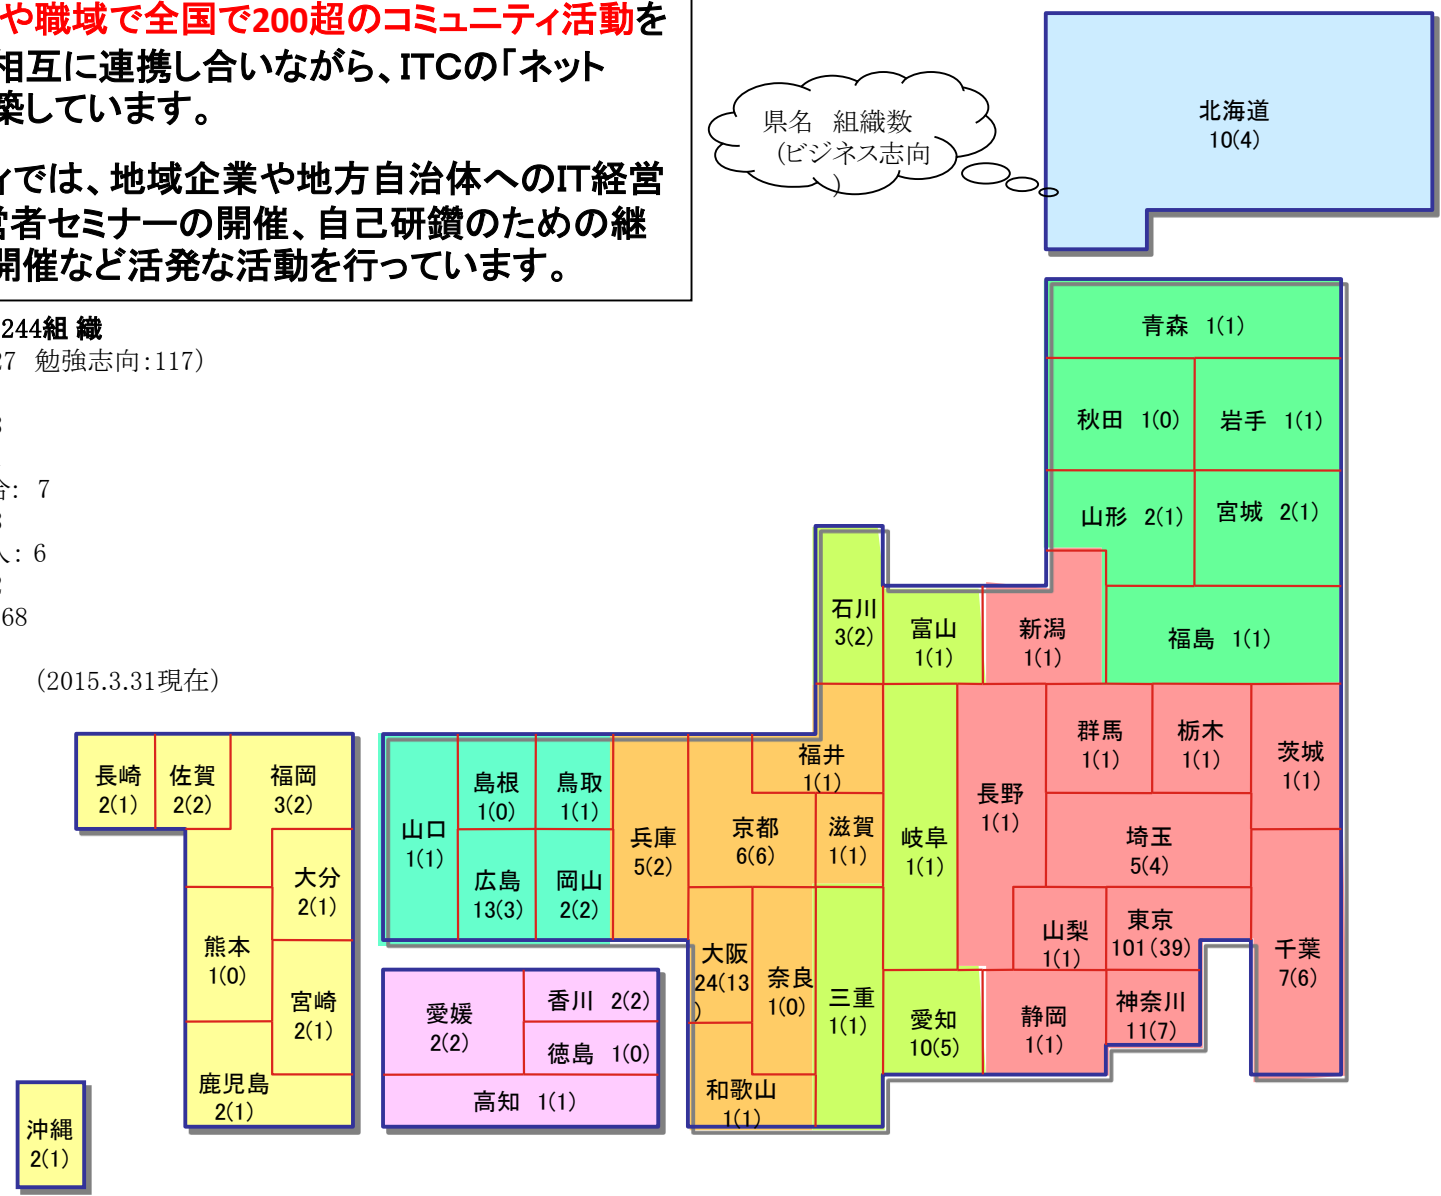 や職域で全国で200超のコミュニティ活動を
相互に連携し合いながら、ITCの「ネット
築しています。
ィでは、地域企業や地方自治体へのIT経営
営者セミナーの開催、自己研鑽のための継
開催など活発な活動を行っています。
244組 織
27 勉強志向:117)
: 7
: 6
68
(2015.3.31現在)
県名 組織数
(ビジネス志向
)
北海道
10(4)
青森 1(1)
秋田 1(0)
岩手 1(1)
山形 2(1)
宮城 2(1)
福島 1(1)
石川
3(2)
富山
1(1)
新潟
1(1)
群馬
1(1)
栃木
1(1)
茨城
1(1)
福井
1(1)
長野
1(1)
埼玉
5(4)
岐阜
1(1)
滋賀
1(1)
京都
6(6)
兵庫
5(2)
鳥取
1(1)
島根
1(0)
山口
1(1)
広島
13(3)
岡山
2(2)
大阪
24(13
)
奈良
1(0)
三重
1(1)
和歌山
1(1)
愛知
10(5)
静岡
1(1)
山梨
1(1)
東京
101(39)
神奈川
11(7)
千葉
7(6)
愛媛
2(2)
香川 2(2)
徳島 1(0)
高知 1(1)
長崎
2(1)
佐賀
2(2)
福岡
3(2)
大分
2(1)
熊本
1(0)
宮崎
2(1)
鹿児島
2(1)
沖縄
2(1)